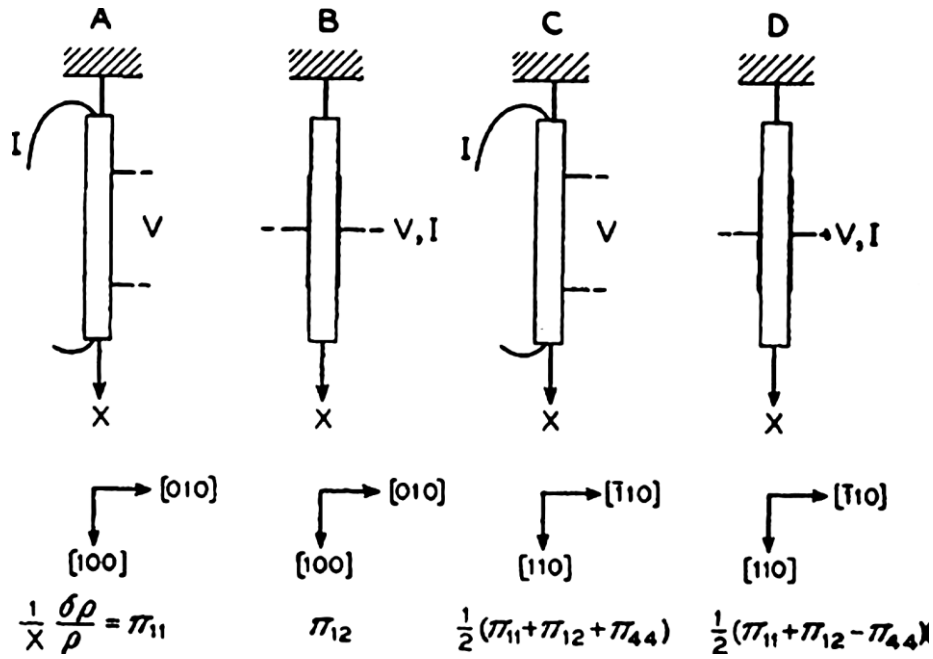 A B C D
I I
V V, I V V, I
X X X X
[010] [010] [1̄10] [1̄10]
[100] [100] [110] [110]
1/X δρ/ρ = π₁₁ π₁₂ 1/2 (π₁₁+π₁₂+π₄₄) 1/2 (π₁₁+π₁₂-π₄₄)